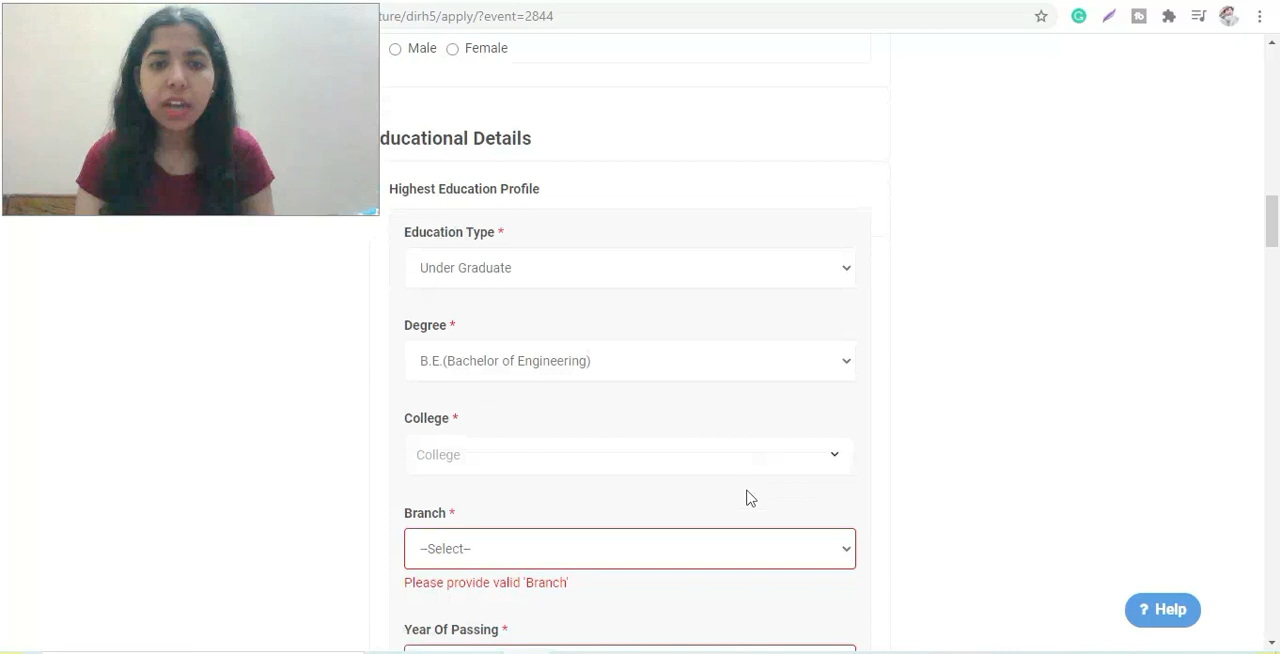 ture/dirh5/apply/?event=2844
Male Female
ducational Details
Highest Education Profile
Education Type *
Under Graduate
Degree *
B.E.(Bachelor of Engineering)
College *
College
Branch *
--Select--
Please provide valid 'Branch'
Year Of Passing *
? Help